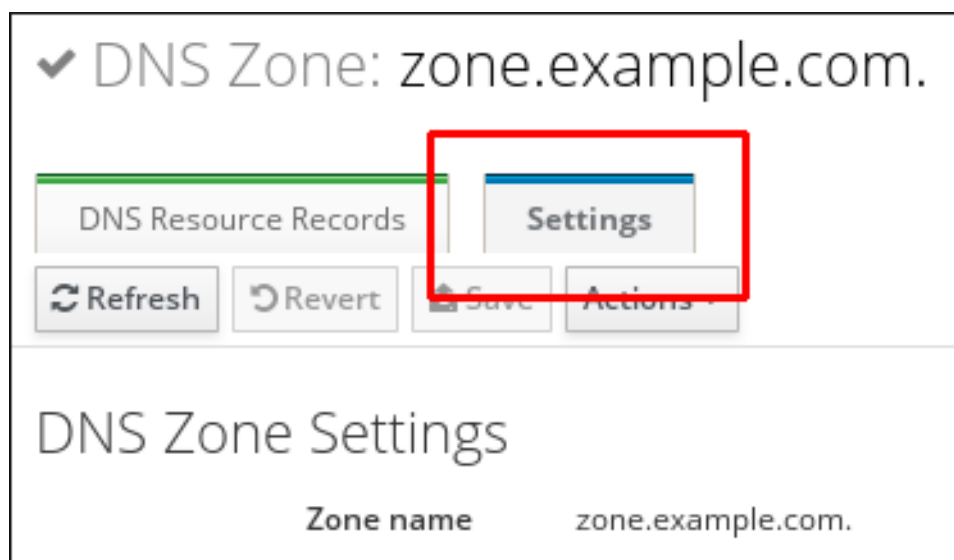 DNS Zone: zone.example.com.
DNS Resource Records Settings
Refresh Revert Save Actions
DNS Zone Settings
Zone name zone.example.com.